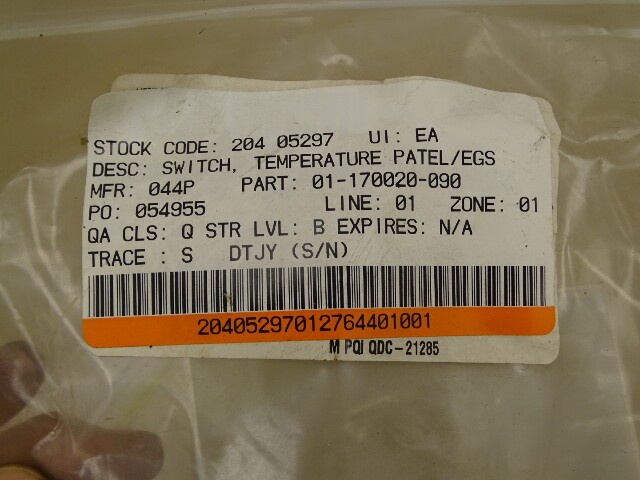 STOCK CODE: 204 05297 UI: EA
DESC: SWITCH, TEMPERATURE PATEL/EGS
MFR: 044P PART: 01-170020-090
PO: 054955 LINE: 01 ZONE: 01
QA CLS: Q STR LVL: B EXPIRES: N/A
TRACE : S DTJY (S/N)
20405297012764401001
M PQI QDC-21285